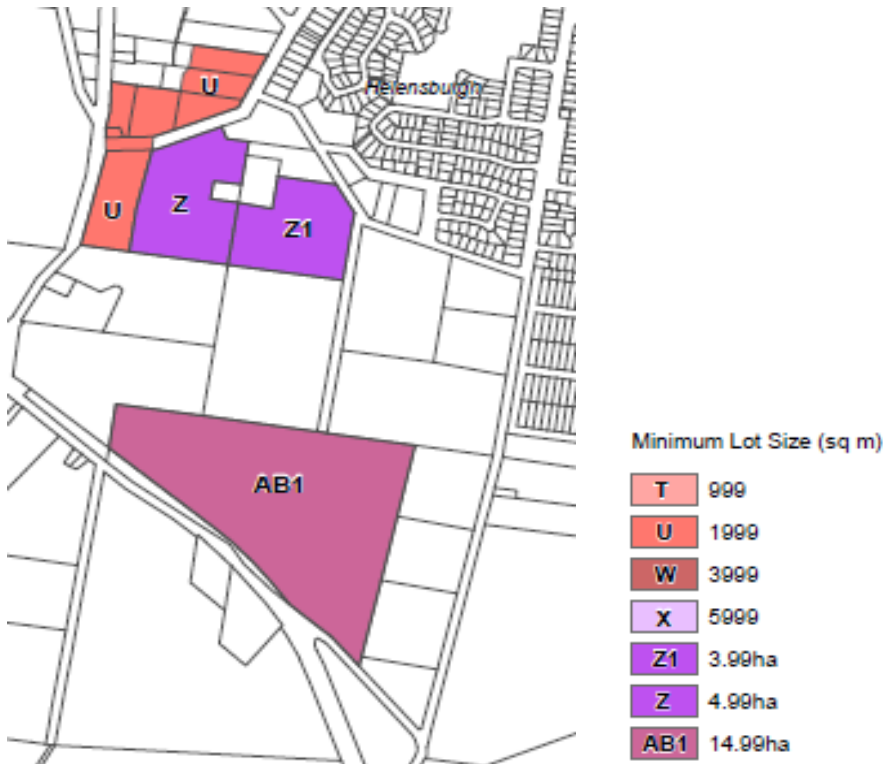 U
Helensburgh
Z
U
Z1
AB1
Minimum Lot Size (sq m)
T 999
U 1999
W 3999
X 5999
Z1 3.99ha
Z 4.99ha
AB1 14.99ha